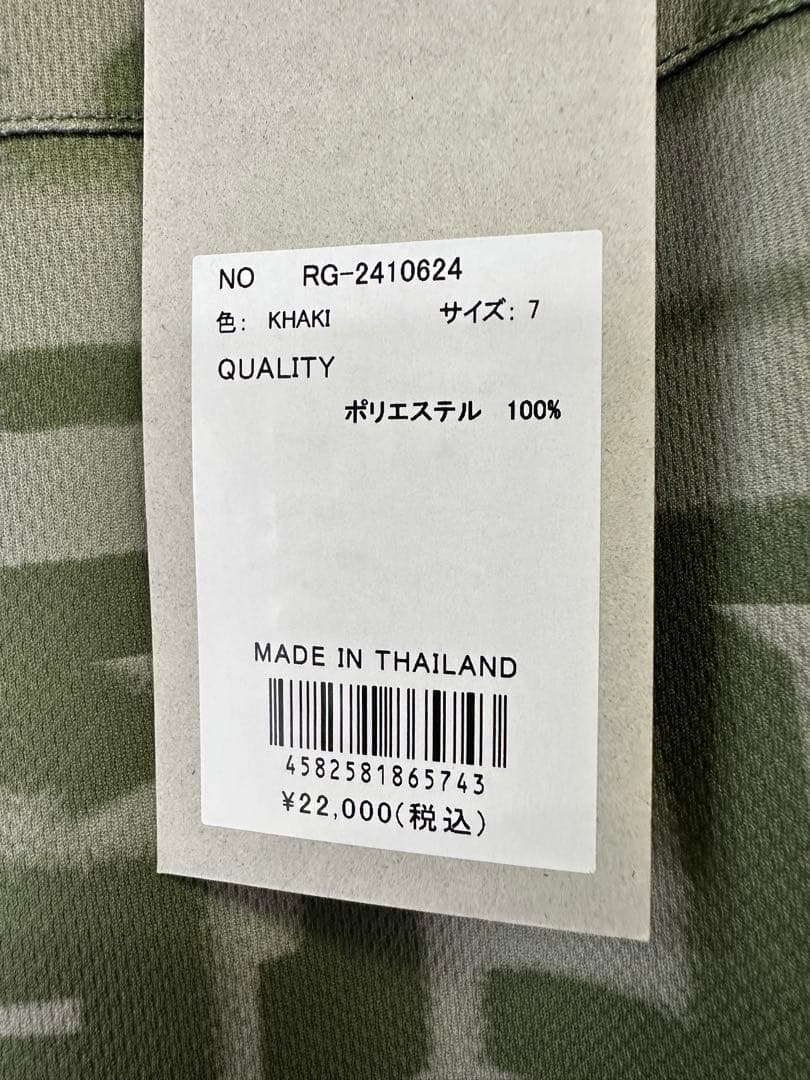 NO RG-2410624
色: KHAKI サイズ: 7
QUALITY
ポリエステル 100%
MADE IN THAILAND
4582581865743
¥22,000(税込)